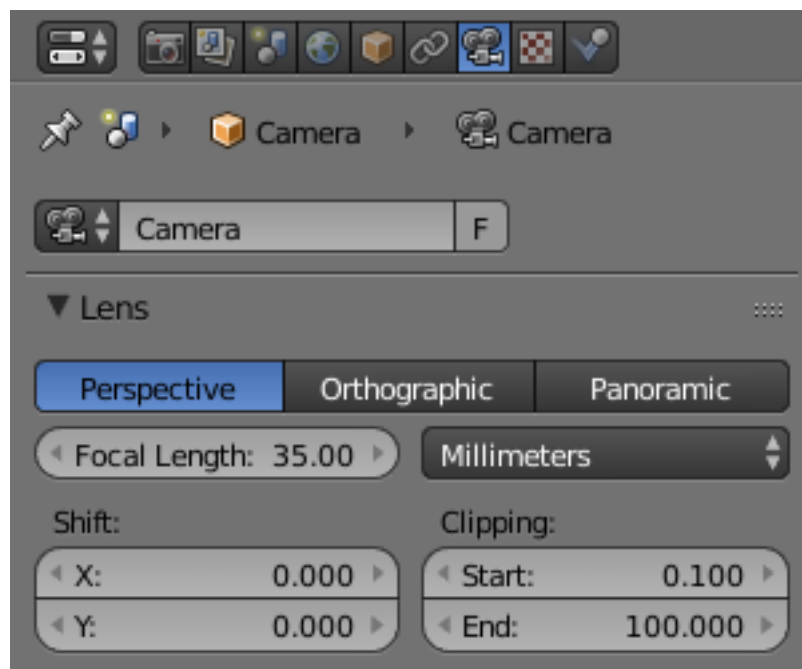 Camera Camera
Camera F
Lens
Perspective Orthographic Panoramic
Focal Length: 35.00 Millimeters
Shift: Clipping:
X: 0.000 Start: 0.100
Y: 0.000 End: 100.000